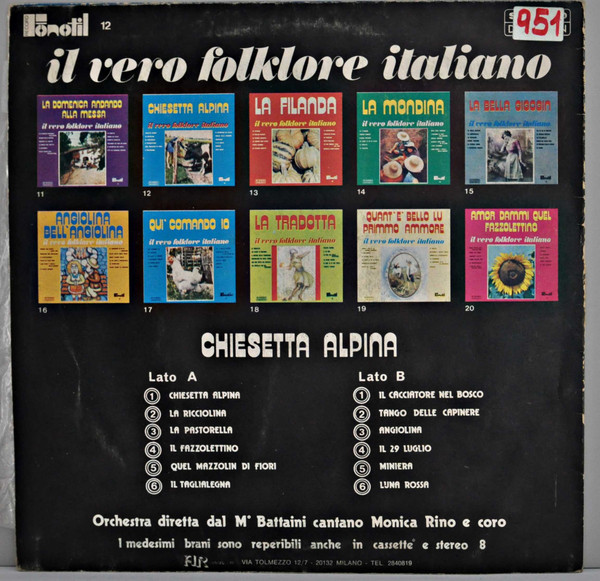 Fonotil 12
951
il vero folklore italiano
LA DOMENICA ANDANDO
ALLA MESSA
il vero folklore italiano
CHIESETTA ALPINA
il vero folklore italiano
LA FILANDA
il vero folklore italiano
LA MONDINA
il vero folklore italiano
LA BELLA GIGOGIN
il vero folklore italiano
11 12 13 14 15
ANGIOLINA
BELL'ANGIOLINA
il vero folklore italiano
QUI' COMANDO IO
il vero folklore italiano
LA TRADOTTA
il vero folklore italiano
QUANT'E' BELLO LU
PRIMMO AMMORE
il vero folklore italiano
AMOR DAMMI QUEL
FAZZOLETTINO
il vero folklore italiano
16 17 18 19 20
CHIESETTA ALPINA
Lato A
1 CHIESETTA ALPINA
2 LA RICCIOLINA
3 LA PASTORELLA
4 IL FAZZOLETTINO
5 QUEL MAZZOLIN DI FIORI
6 IL TAGLIALEGNA
Lato B
1 IL CACCIATORE NEL BOSCO
2 TANGO DELLE CAPINERE
3 ANGIOLINA
4 IL 29 LUGLIO
5 MINIERA
6 LUNA ROSSA
Orchestra diretta dal M° Battaini cantano Monica Rino e coro
I medesimi brani sono reperibili anche in cassette e stereo 8
VIA TOLMEZZO 12/7 - 20132 MILANO - TEL. 2840819